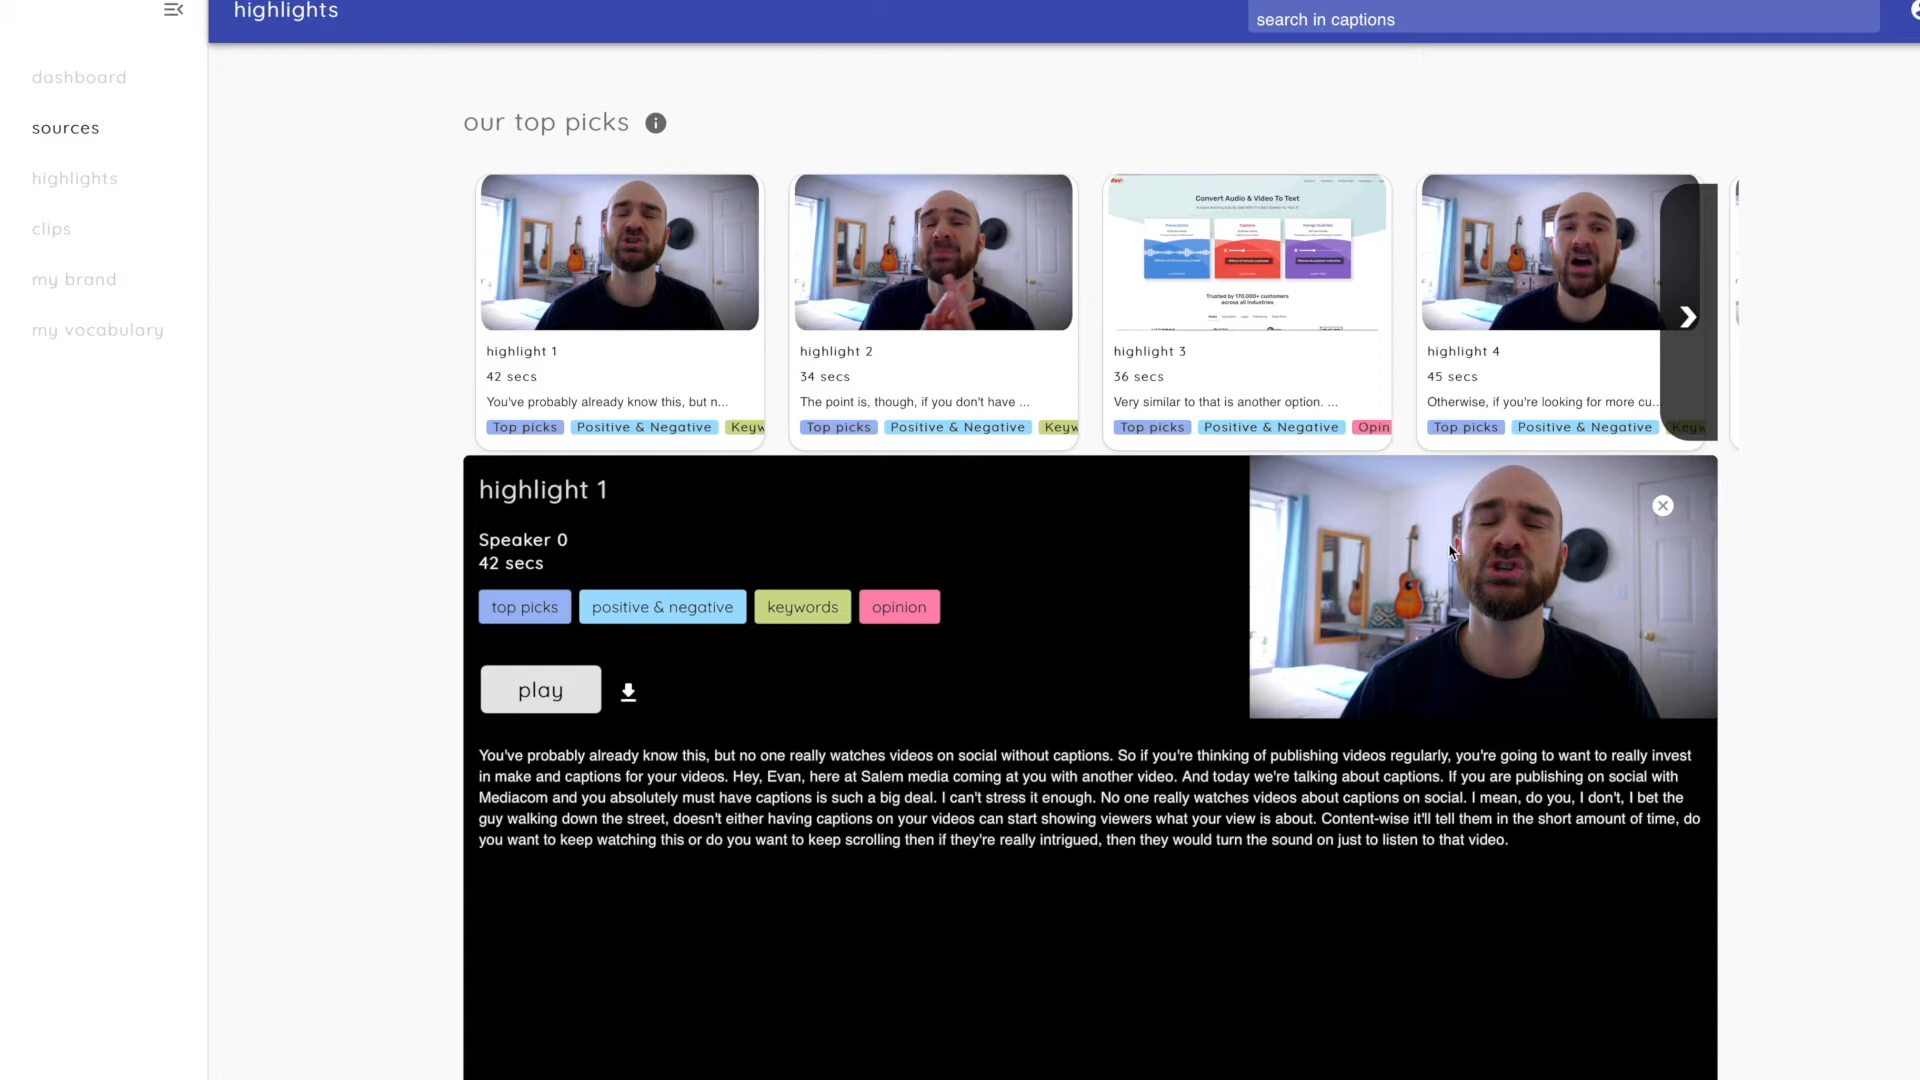 highlights
search in captions
dashboard
sources
highlights
clips
my brand
my vocabulary
our top picks
Convert Audio & Video To Text
Trusted by 170,000+ customers
across all industries
highlight 1
42 secs
You've probably already know this, but n...
Top picks Positive & Negative Keyw
highlight 2
34 secs
The point is, though, if you don't have ...
Top picks Positive & Negative Keyw
highlight 3
36 secs
Very similar to that is another option. ...
Top picks Positive & Negative Opin
highlight 4
45 secs
Otherwise, if you're looking for more cu...
Top picks Positive & Negative Keyw
highlight 1
Speaker 0
42 secs
top picks positive & negative keywords opinion
play
You've probably already know this, but no one really watches videos on social without captions. So if you're thinking of publishing videos regularly, you're going to want to really invest
in make and captions for your videos. Hey, Evan, here at Salem media coming at you with another video. And today we're talking about captions. If you are publishing on social with
Mediacom and you absolutely must have captions is such a big deal. I can't stress it enough. No one really watches videos about captions on social. I mean, do you, I don't, I bet the
guy walking down the street, doesn't either having captions on your videos can start showing viewers what your view is about. Content-wise it'll tell them in the short amount of time, do
you want to keep watching this or do you want to keep scrolling then if they're really intrigued, then they would turn the sound on just to listen to that video.